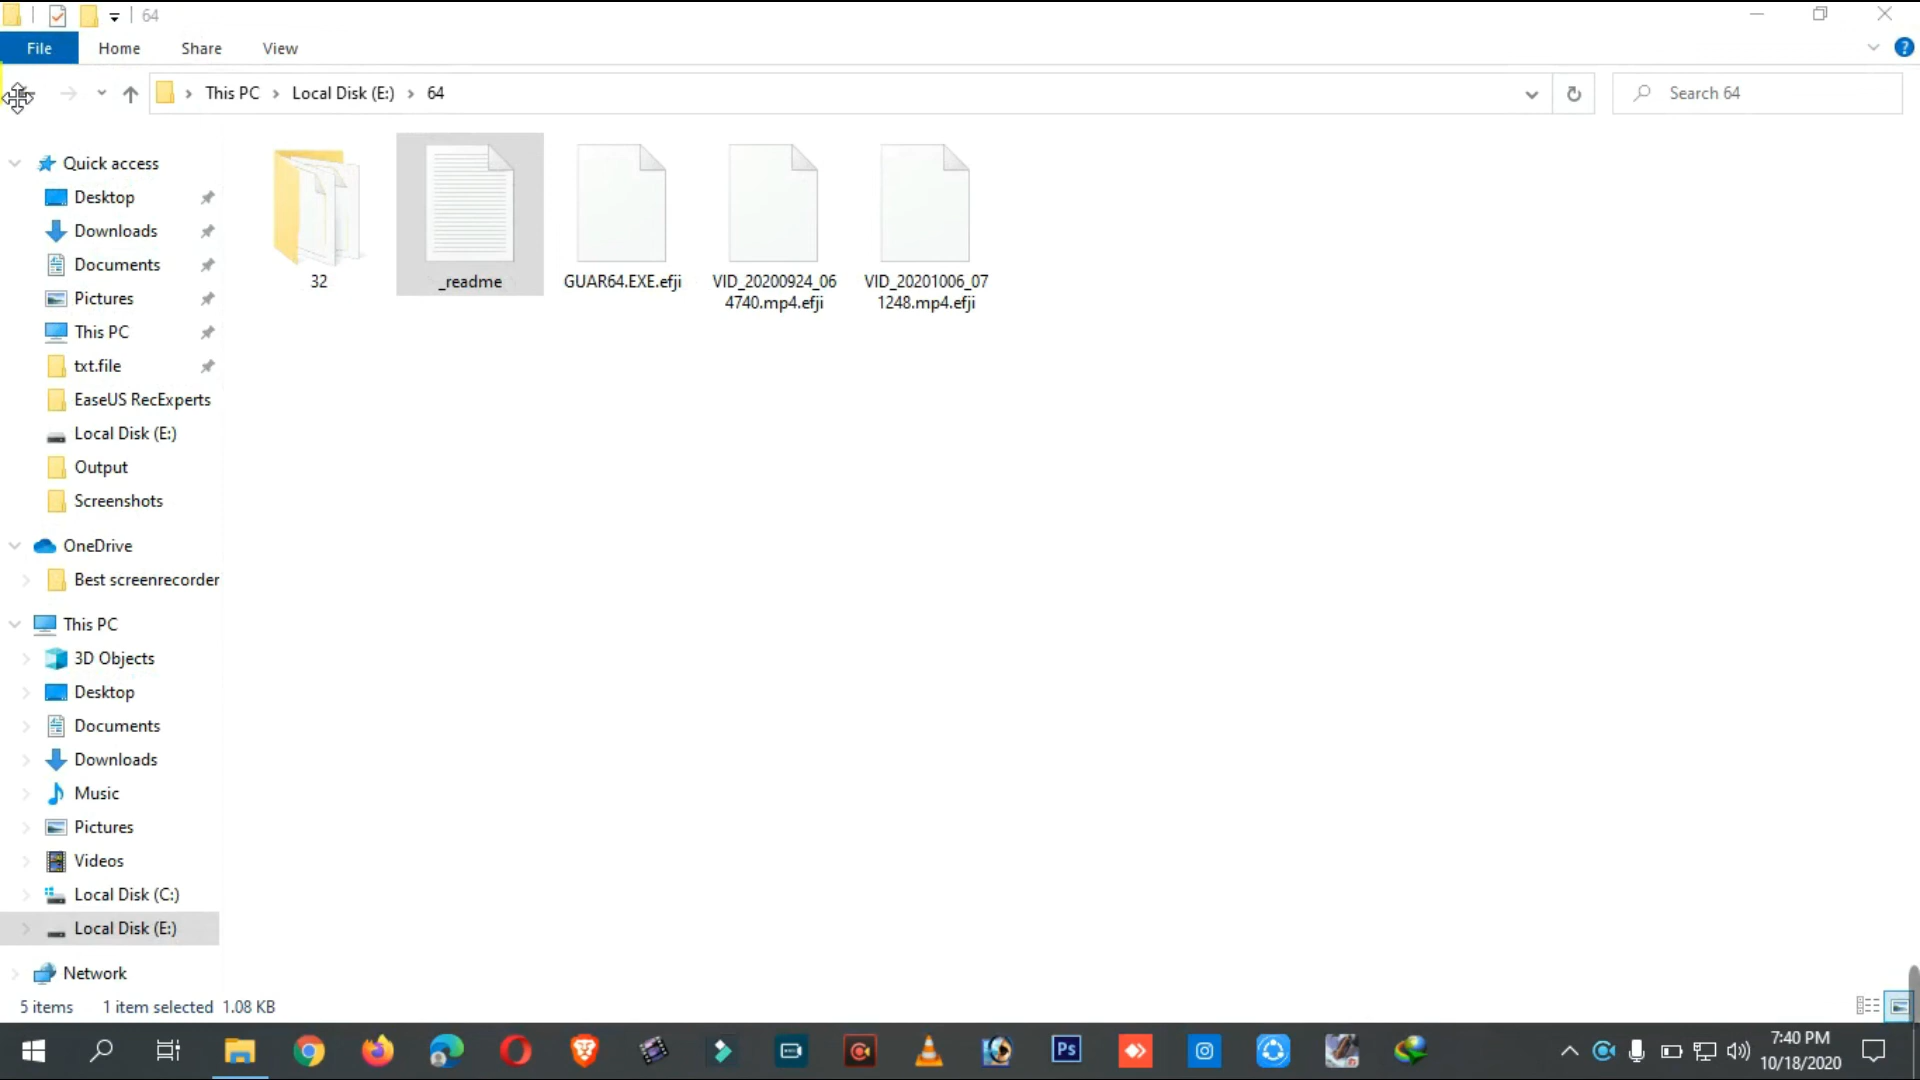 64
File Home Share View
This PC Local Disk (E:) 64
Search 64
Quick access
Desktop
Downloads
Documents
Pictures
This PC
txt.file
EaseUS RecExperts
Local Disk (E:)
Output
Screenshots
OneDrive
Best screenrecorder
This PC
3D Objects
Desktop
Documents
Downloads
Music
Pictures
Videos
Local Disk (C:)
Local Disk (E:)
Network
32
_readme
GUAR64.EXE.efji
VID_20200924_06
4740.mp4.efji
VID_20201006_07
1248.mp4.efji
5 items 1 item selected 1.08 KB
Ps
7:40 PM
10/18/2020